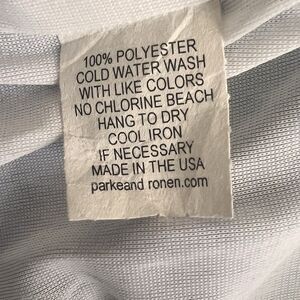 100% POLYESTER
COLD WATER WASH
WITH LIKE COLORS
NO CHLORINE BEACH
HANG TO DRY
COOL IRON
IF NECESSARY
MADE IN THE USA
parkeand ronen.com